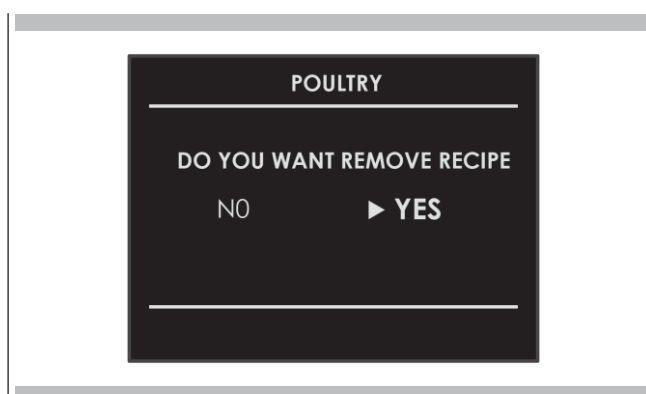 POULTRY
DO YOU WANT REMOVE RECIPE
N0 ▶ YES